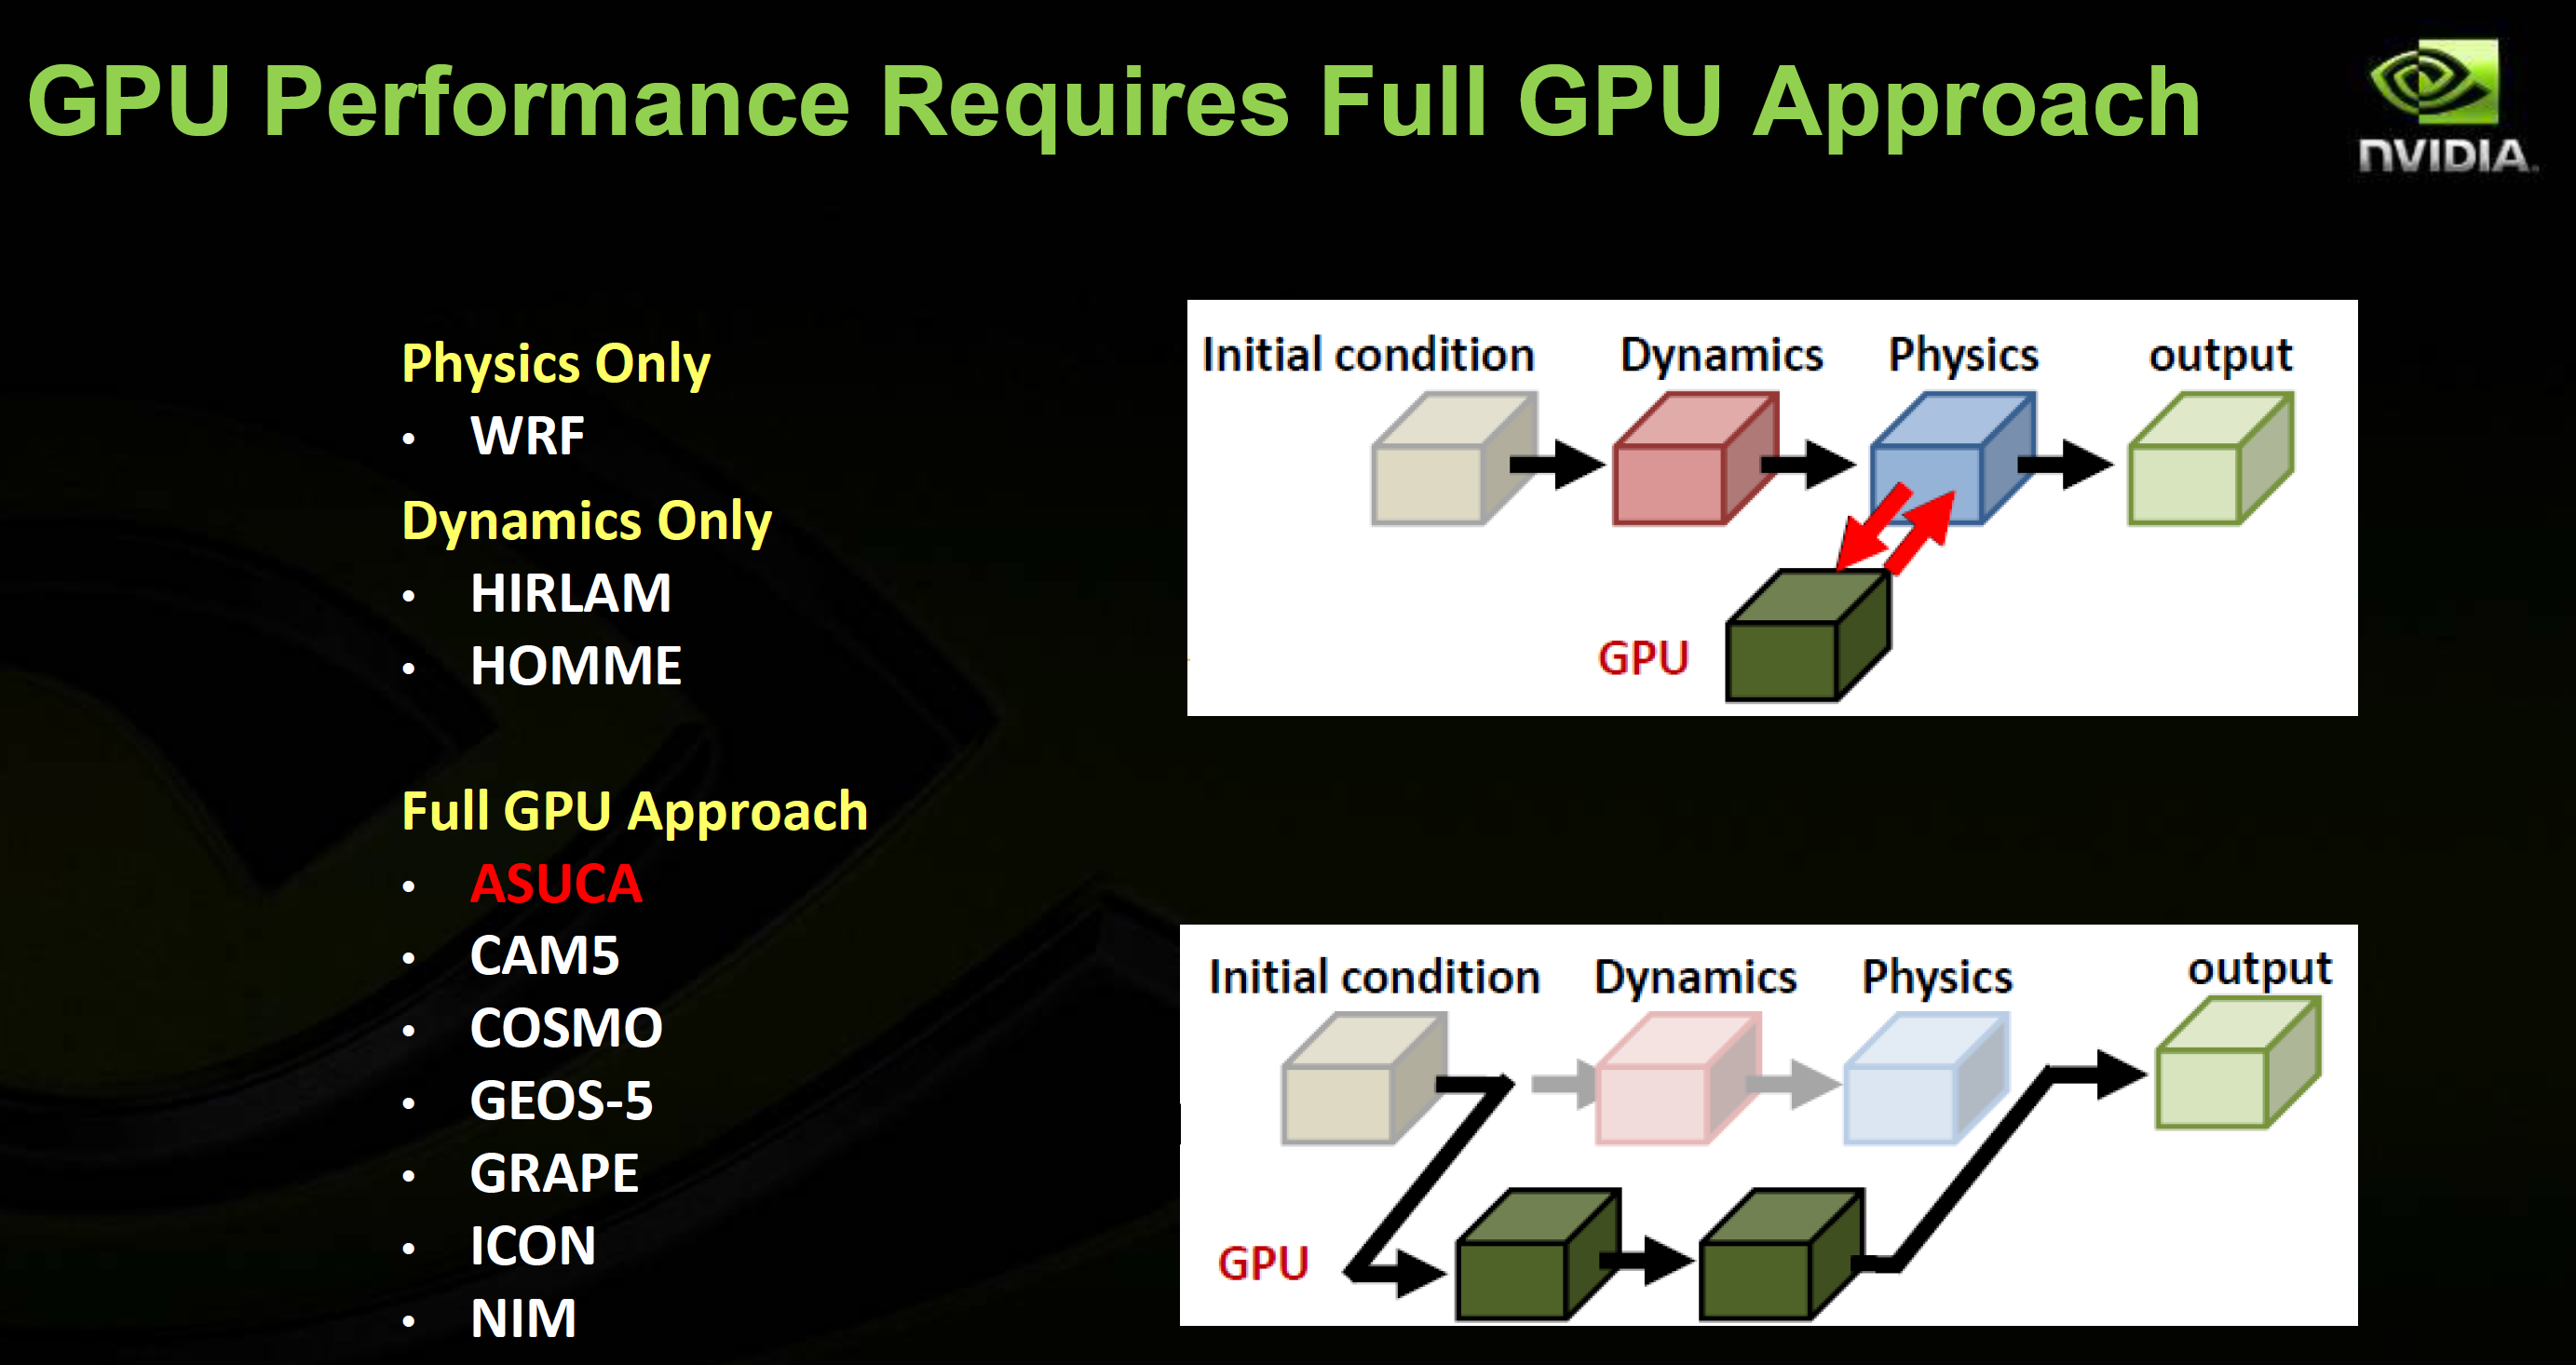 GPU Performance Requires Full GPU Approach
NVIDIA.
Physics Only
• WRF
Dynamics Only
• HIRLAM
• HOMME
Full GPU Approach
• ASUCA
• CAM5
• COSMO
• GEOS-5
• GRAPE
• ICON
• NIM
Initial condition Dynamics Physics output
GPU
Initial condition Dynamics Physics output
GPU